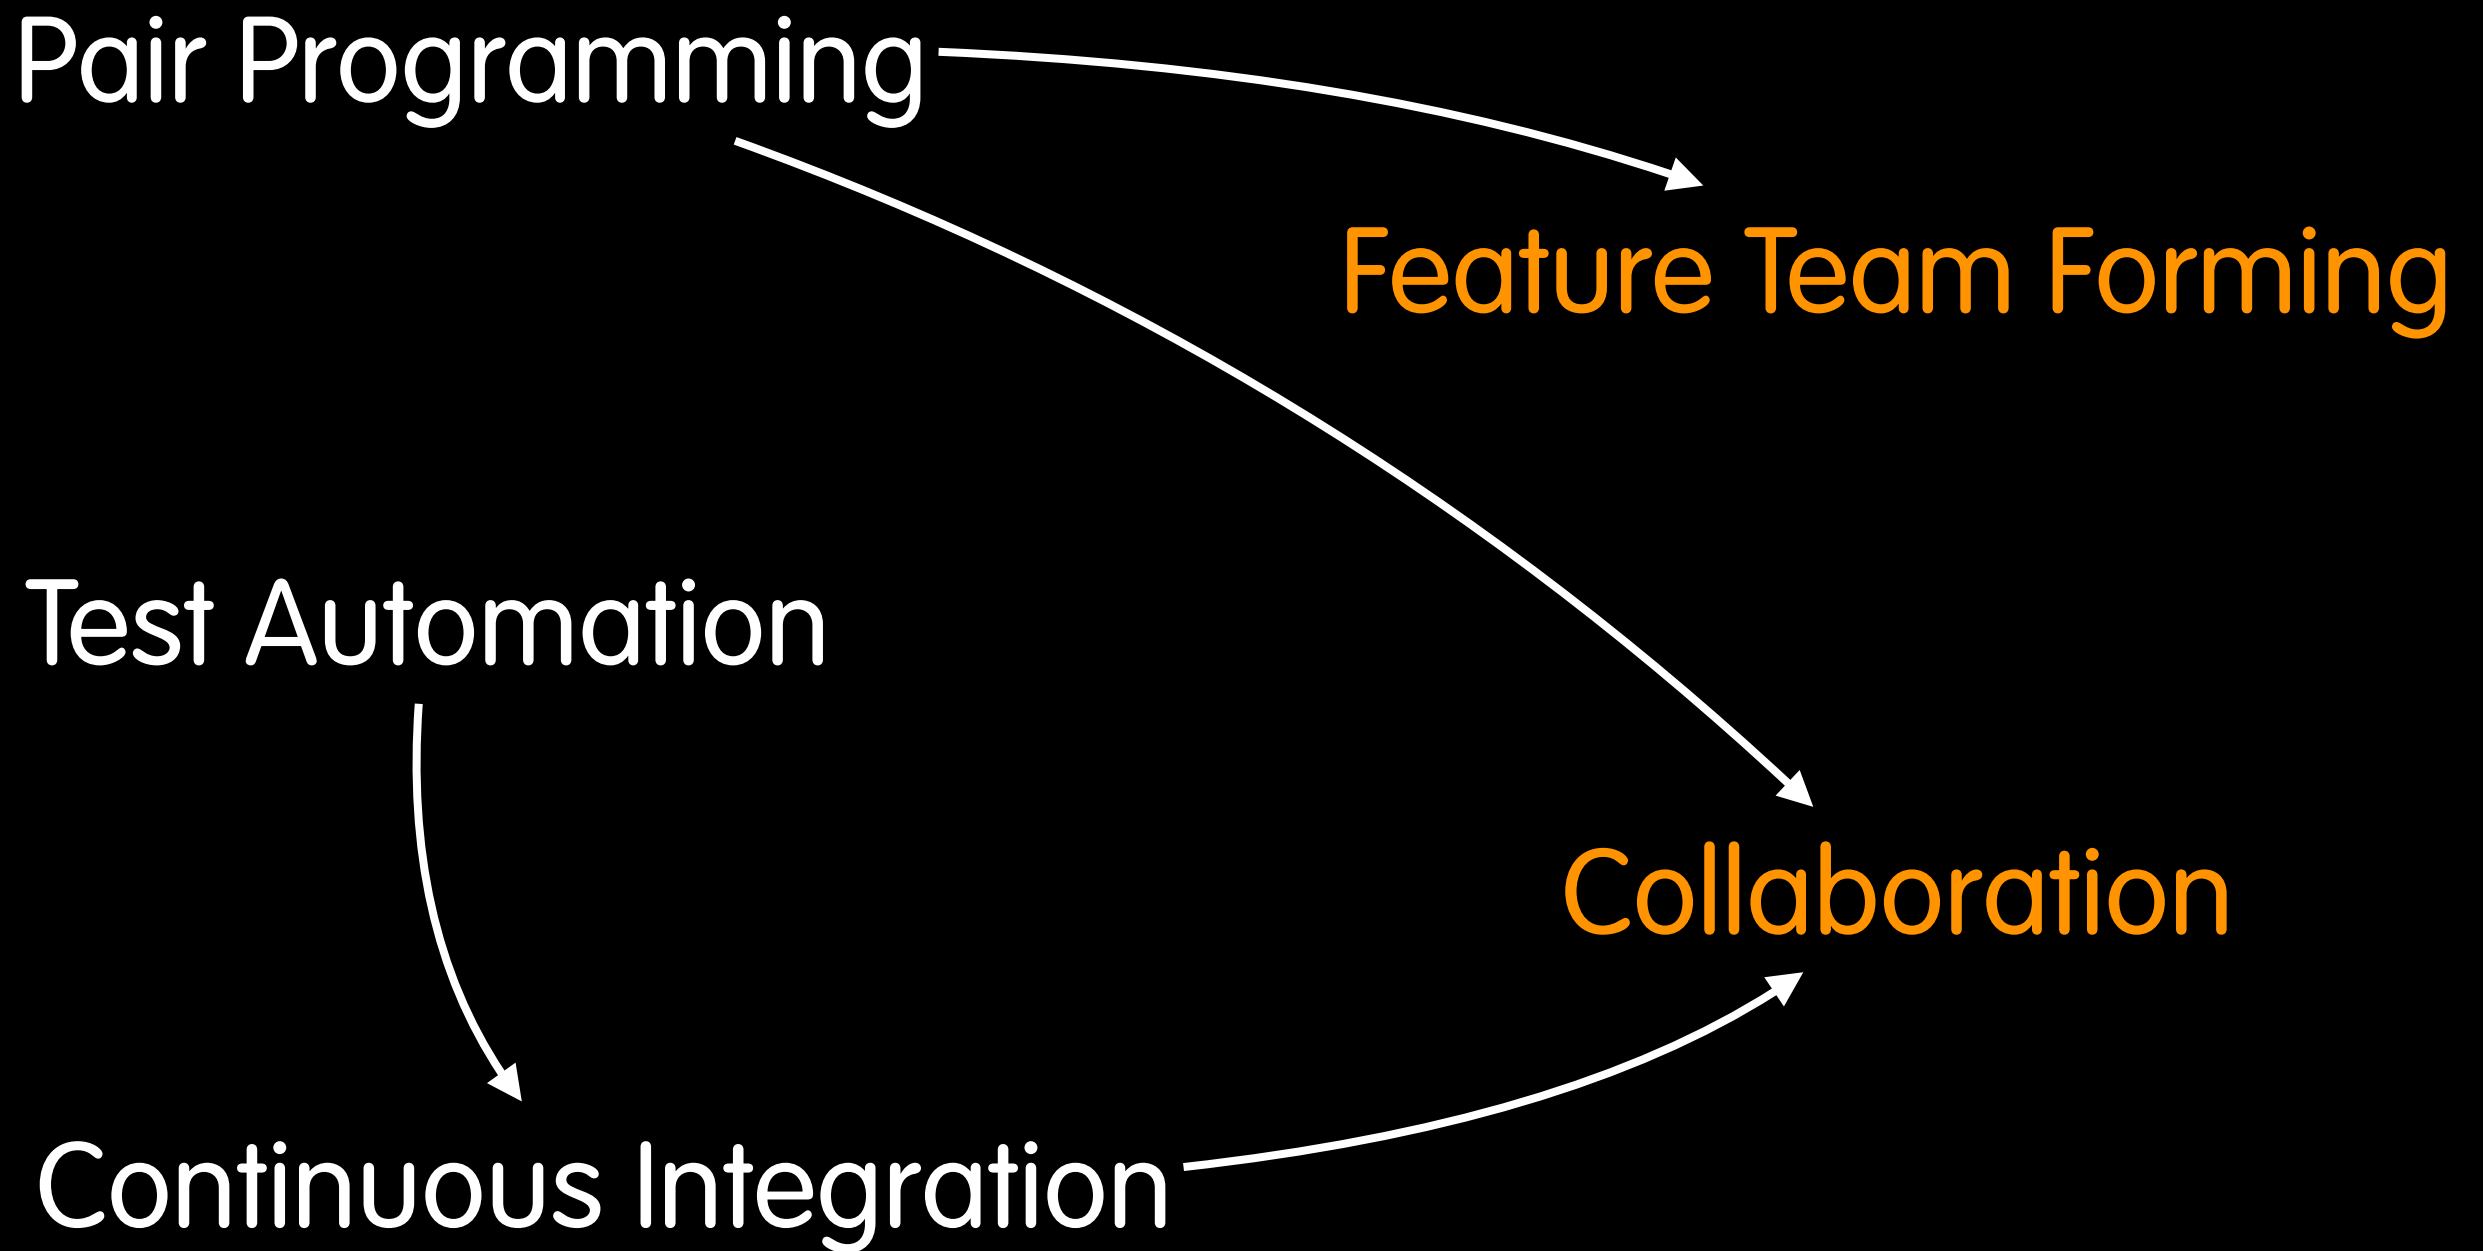 Pair Programming
Feature Team Forming
Test Automation
Collaboration
Continuous Integration